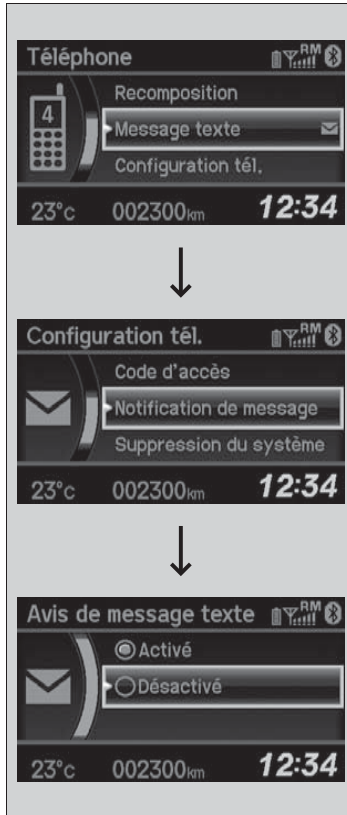 Téléphone RM
4
Recomposition
Message texte
Configuration tél.
23°c 002300km 12:34
Configuration tél. RM
Code d'accès
Notification de message
Suppression du système
23°c 002300km 12:34
Avis de message texte RM
Activé
Désactivé
23°c 002300km 12:34